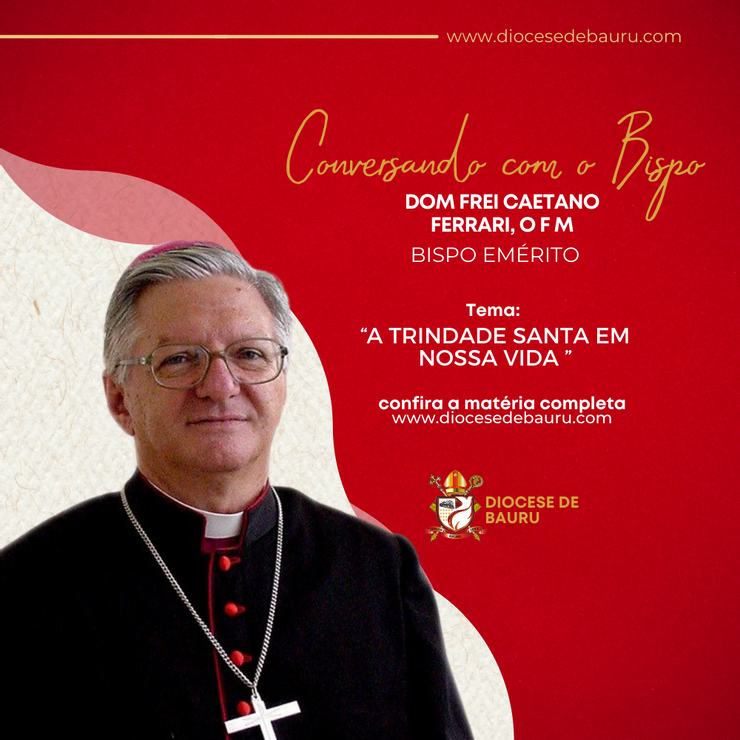 www.diocesedebauru.com
Conversando com o Bispo
DOM FREI CAETANO
FERRARI, O F M
BISPO EMÉRITO
Tema:
“A TRINDADE SANTA EM
NOSSA VIDA ”
confira a matéria completa
www.diocesedebauru.com
DIOCESE DE
BAURU